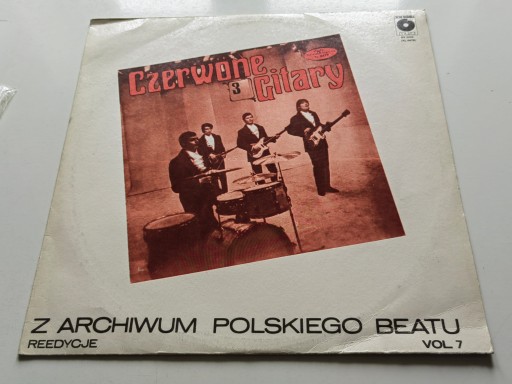 Czerwone
3 Gitary
Z ARCHIWUM POLSKIEGO BEATU
REEDYCJE
VOL. 7